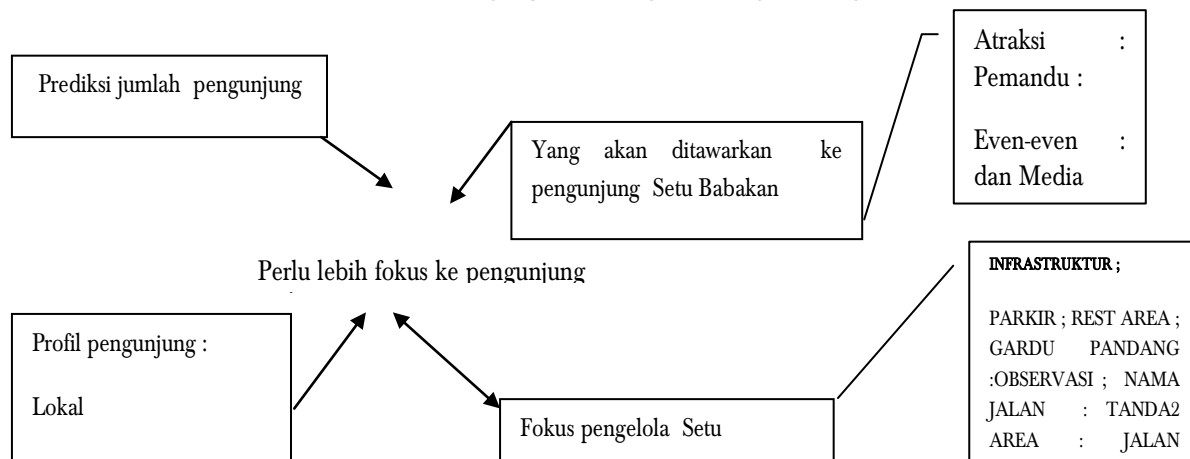 Prediksi jumlah pengunjung
Yang akan ditawarkan ke
pengunjung Setu Babakan
Atraksi :
Pemandu :
Even-even :
dan Media
Perlu lebih fokus ke pengunjung
Profil pengunjung :
Lokal
Fokus pengelola Setu
INFRASTRUKTUR ;
PARKIR ; REST AREA ;
GARDU PANDANG
:OBSERVASI ; NAMA
JALAN : TANDA2
AREA : JALAN